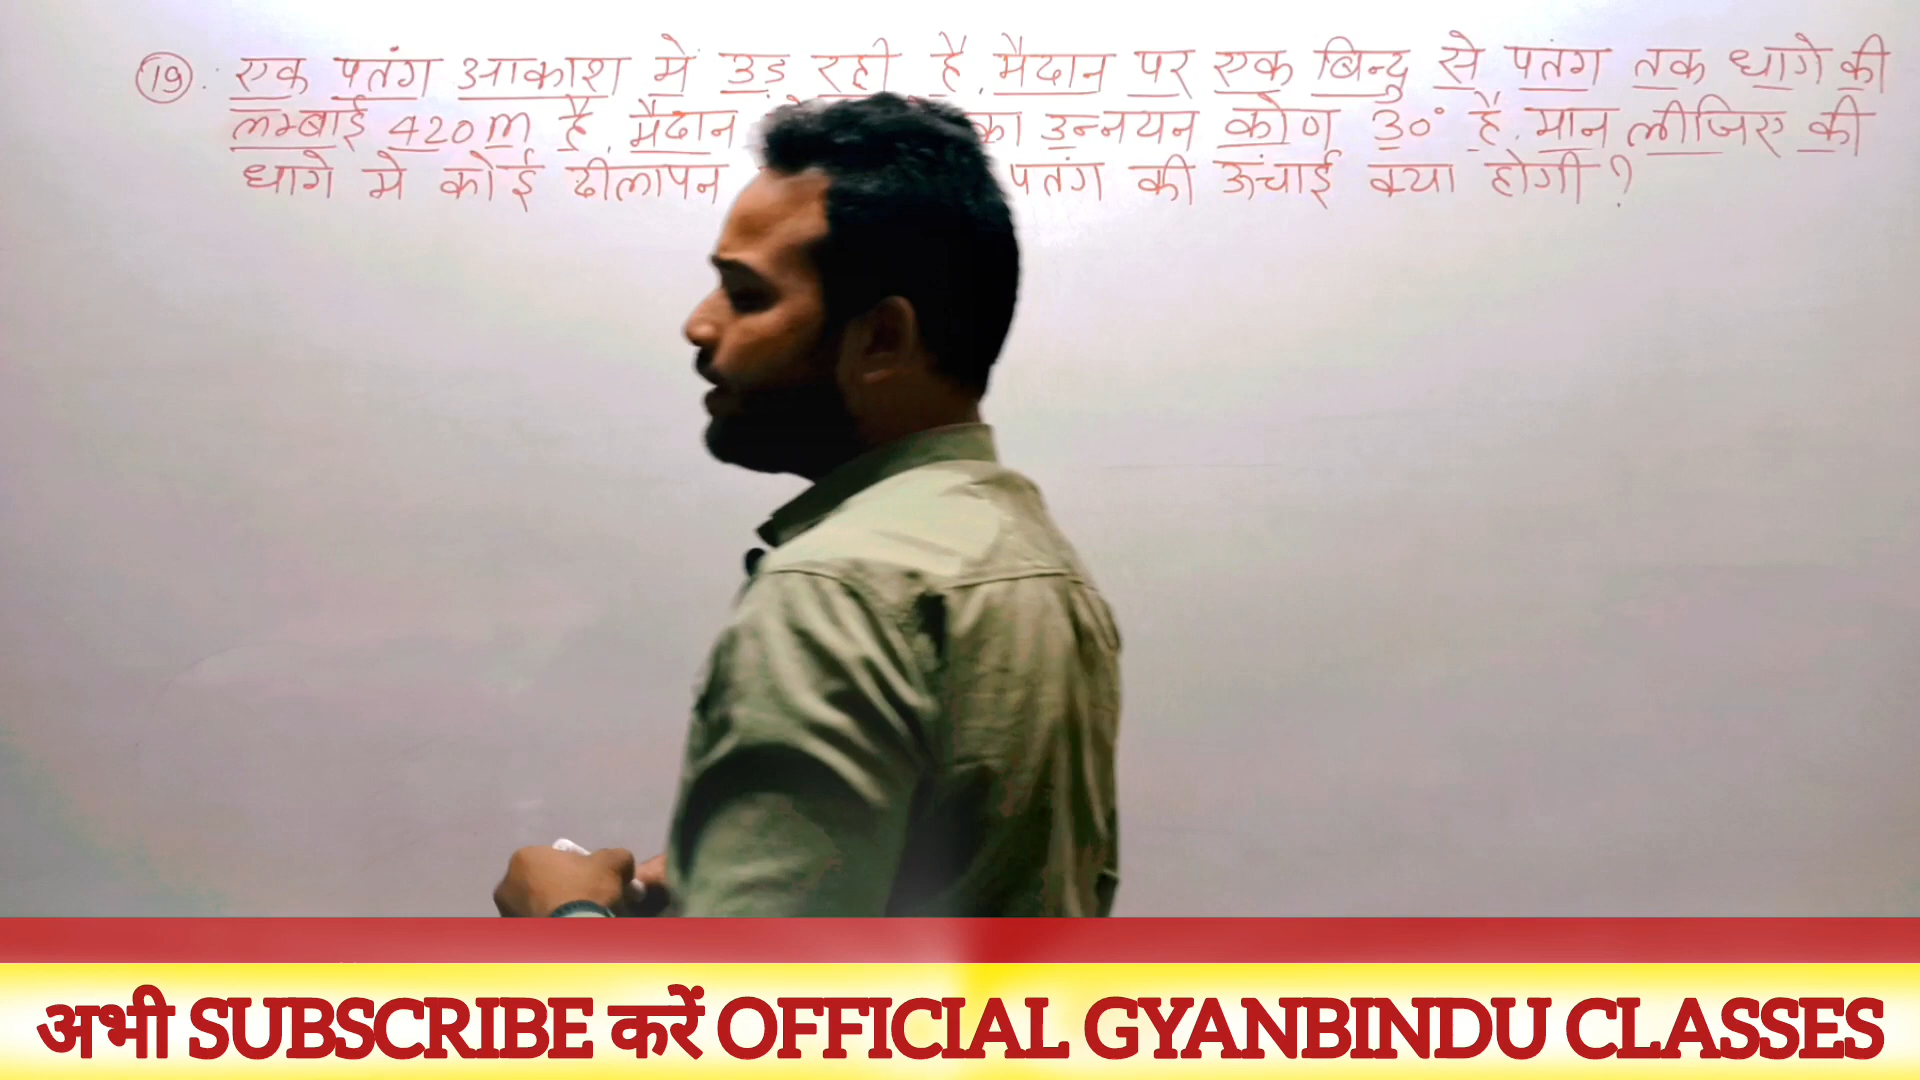 (19). एक पतंग आकाश में उड़ रही है. मैदान पर एक बिन्दु से पतंग तक धागे की
लम्बाई 420 m है. मैदान का उन्नयन कोण 30° है. मान लीजिए की
धागे मे कोई ढीलापन पतंग की ऊंचाई क्या होगी ?
अभी SUBSCRIBE करें OFFICIAL GYANBINDU CLASSES